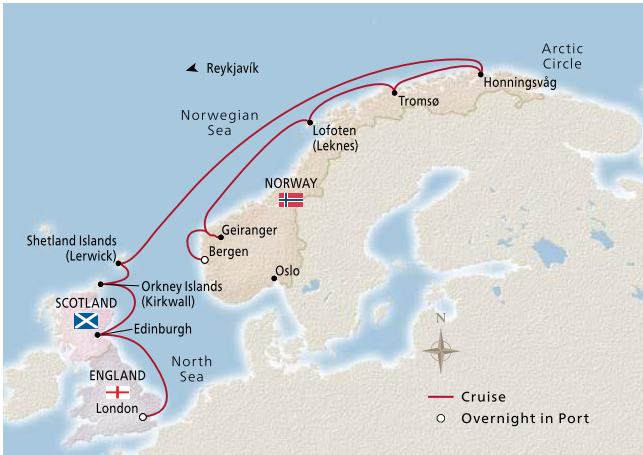 Arctic
Circle
Reykjavík
Honningsvåg
Tromsø
Norwegian
Sea
Lofoten
(Leknes)
NORWAY
Geiranger
Shetland Islands
(Lerwick)
Bergen
Oslo
Orkney Islands
(Kirkwall)
SCOTLAND
Edinburgh
N
North
Sea
ENGLAND
London
Cruise
Overnight in Port